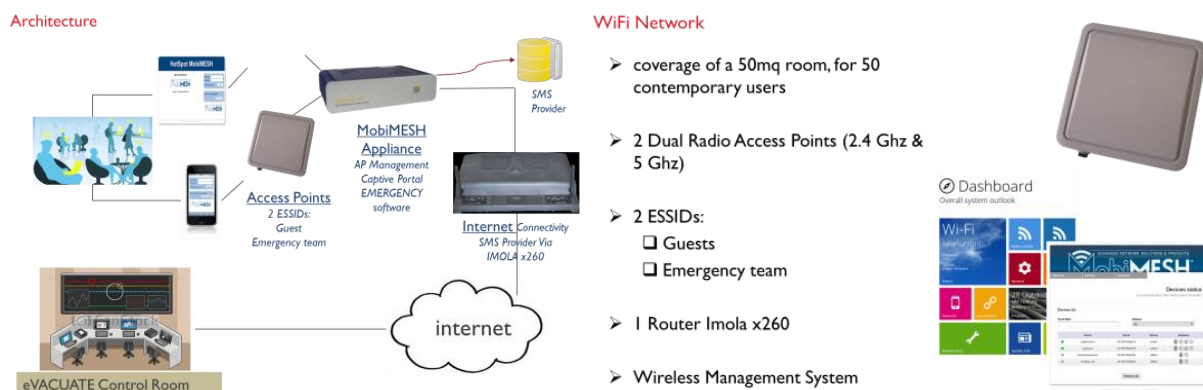 Architecture
HotSpot MobiMESH
SMS
Provider
MobiMESH
Appliance
AP Management
Captive Portal
EMERGENCY
software
Access Points
2 ESSIDs:
Guest
Emergency team
Internet Connectivity
SMS Provider Via
IMOLA x260
internet
eVACUATE Control Room
WiFi Network
➢ coverage of a 50mq room, for 50
contemporary users
➢ 2 Dual Radio Access Points (2.4 Ghz &
5 Ghz)
➢ 2 ESSIDs:
❑ Guests
❑ Emergency team
➢ 1 Router Imola x260
➢ Wireless Management System
Dashboard
Overall system outlook
Wi-Fi
MobiMESH
Devices status